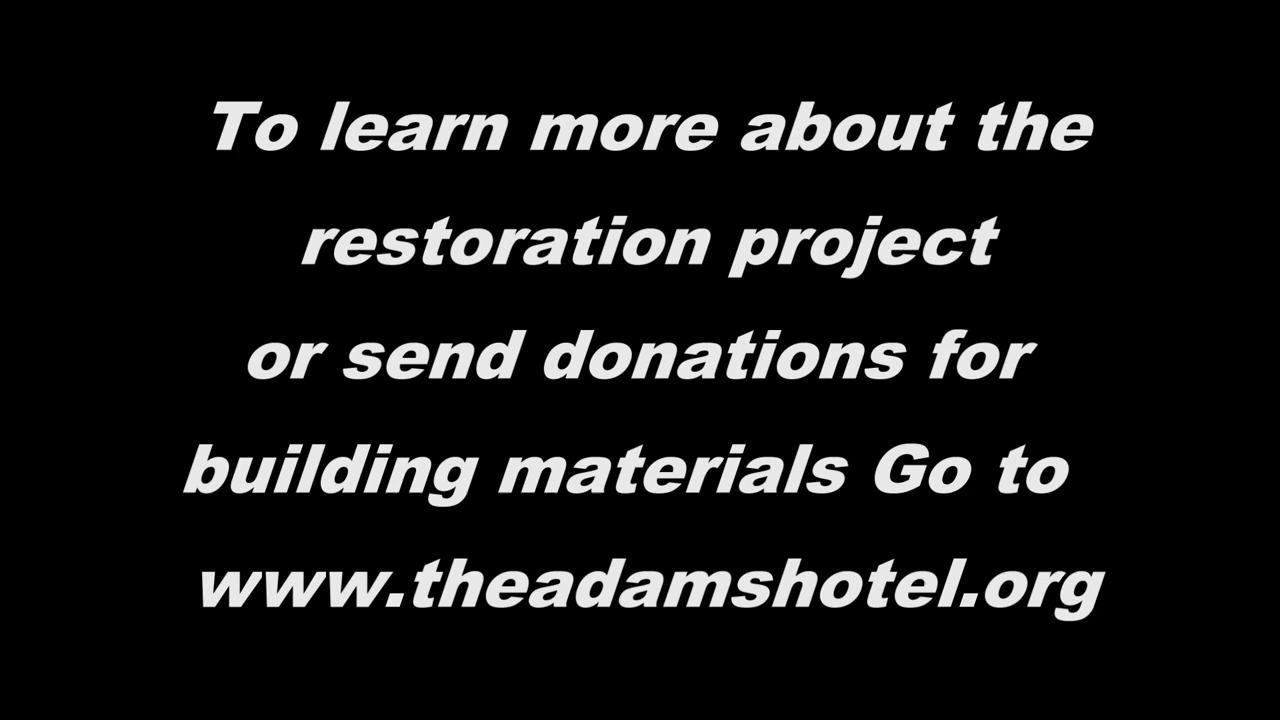 To learn more about the
restoration project
or send donations for
building materials Go to
www.theadamshotel.org